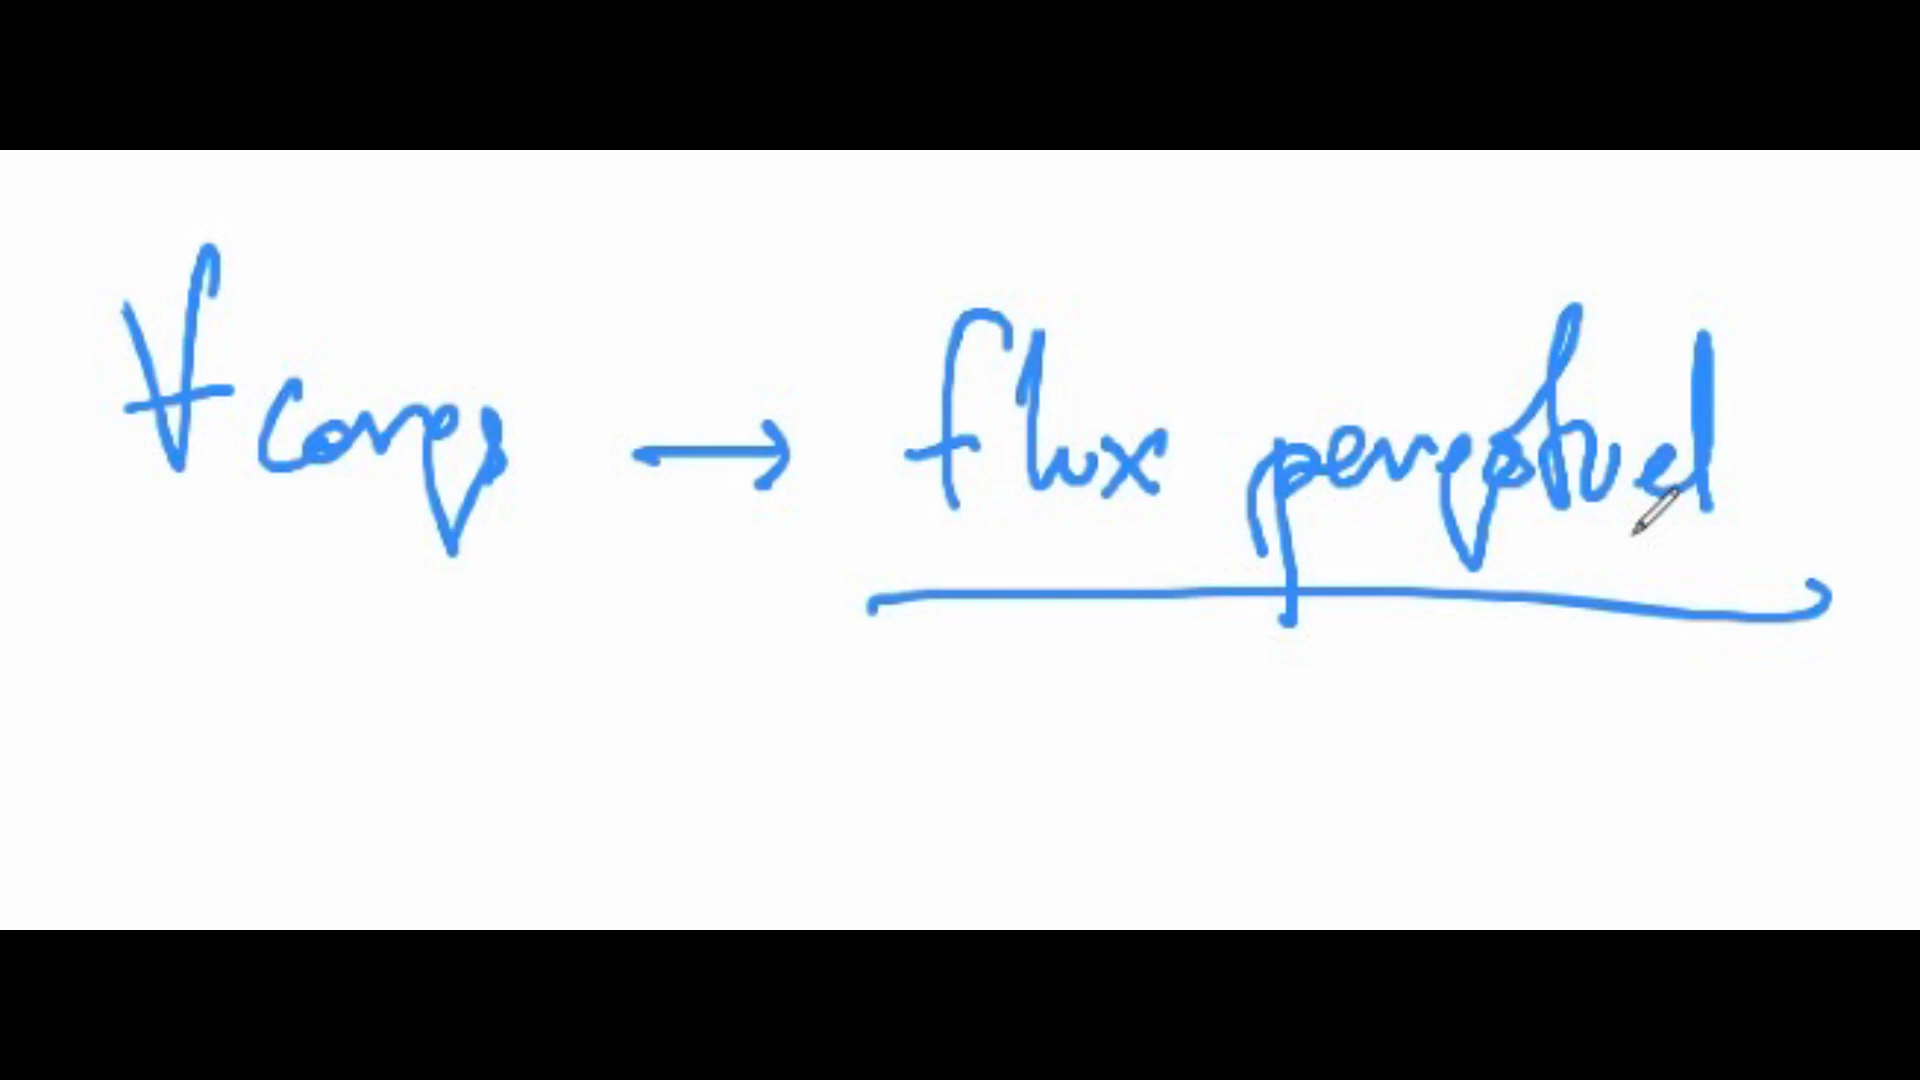 ∀ corps → flux perpétuel